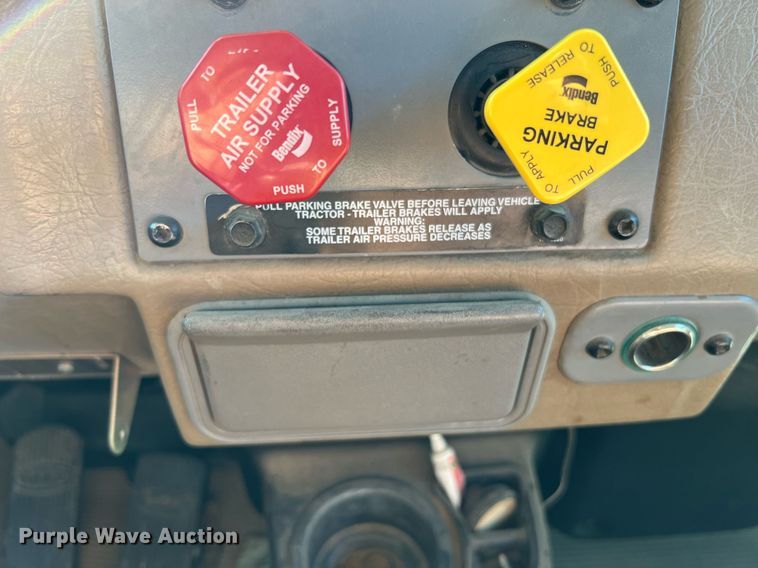 PULL TO
TRAILER
AIR SUPPLY
NOT FOR PARKING
Bendix
PUSH TO SUPPLY
PUSH TO
RELEASE
Bendix
PARKING
BRAKE
PULL TO
APPLY
PULL PARKING BRAKE VALVE BEFORE LEAVING VEHICLE
TRACTOR - TRAILER BRAKES WILL APPLY
WARNING:
SOME TRAILER BRAKES RELEASE AS
TRAILER AIR PRESSURE DECREASES
Purple Wave Auction